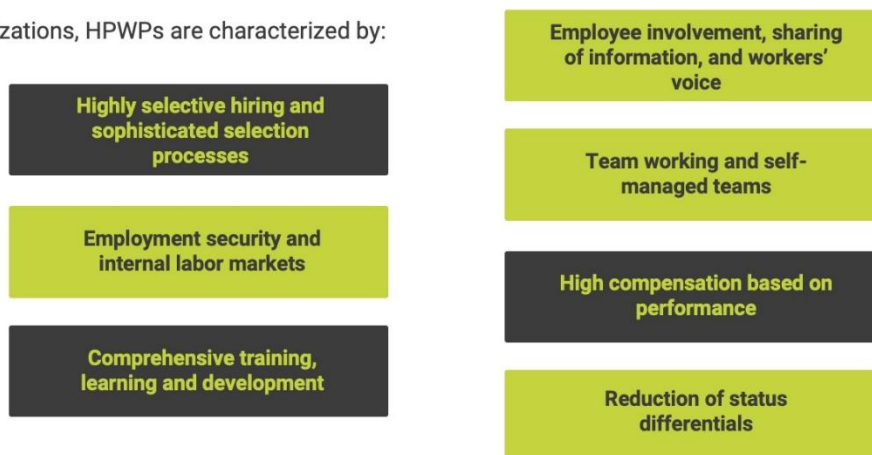 zations, HPWPs are characterized by:
Highly selective hiring and
sophisticated selection
processes
Employment security and
internal labor markets
Comprehensive training,
learning and development
Employee involvement, sharing
of information, and workers’
voice
Team working and self-
managed teams
High compensation based on
performance
Reduction of status
differentials